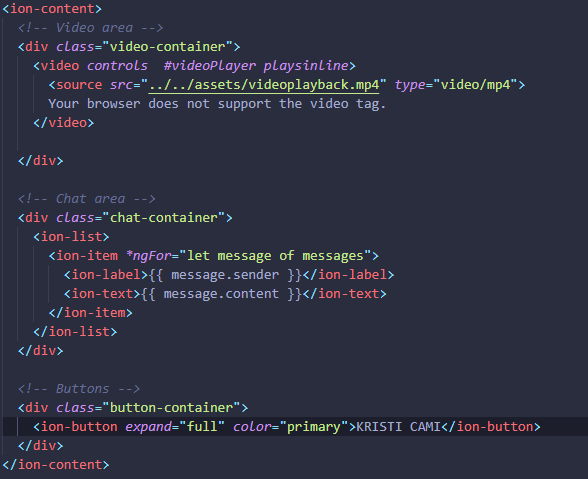 <ion-content>
<!-- Video area -->
<div class="video-container">
<video controls  #videoPlayer playsinline>
<source src="../../assets/videoplayback.mp4" type="video/mp4">
Your browser does not support the video tag.
</video>
</div>
<!-- Chat area -->
<div class="chat-container">
<ion-list>
<ion-item *ngFor="let message of messages">
<ion-label>{{ message.sender }}</ion-label>
<ion-text>{{ message.content }}</ion-text>
</ion-item>
</ion-list>
</div>
<!-- Buttons -->
<div class="button-container">
<ion-button expand="full" color="primary">KRISTI CAMI</ion-button>
</div>
</ion-content>